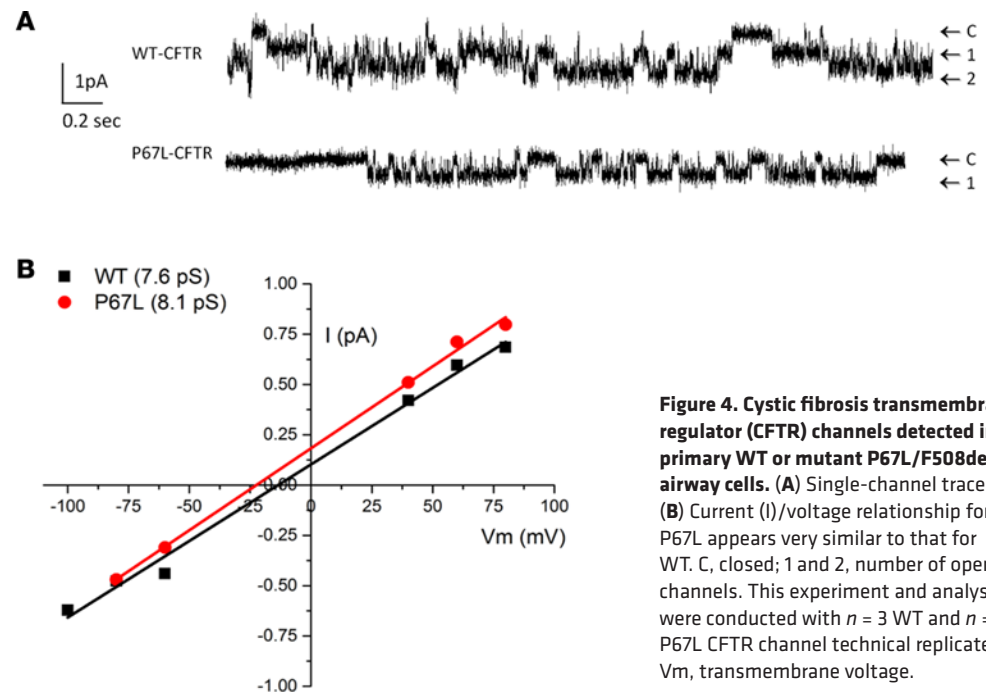 A
WT-CFTR
← C
← 1
← 2
1pA
0.2 sec
P67L-CFTR
← C
← 1
B
WT (7.6 pS)
P67L (8.1 pS)
I (pA)
1.00
0.75
0.50
0.25
0.00
-0.25
-0.50
-0.75
-1.00
-100 -75 -50 -25 0 25 50 75 100
Vm (mV)
Figure 4. Cystic fibrosis transmembra
regulator (CFTR) channels detected i
primary WT or mutant P67L/F508de
airway cells. (A) Single-channel trace
(B) Current (I)/voltage relationship for
P67L appears very similar to that for
WT. C, closed; 1 and 2, number of oper
channels. This experiment and analys
were conducted with n = 3 WT and n =
P67L CFTR channel technical replicate
Vm, transmembrane voltage.